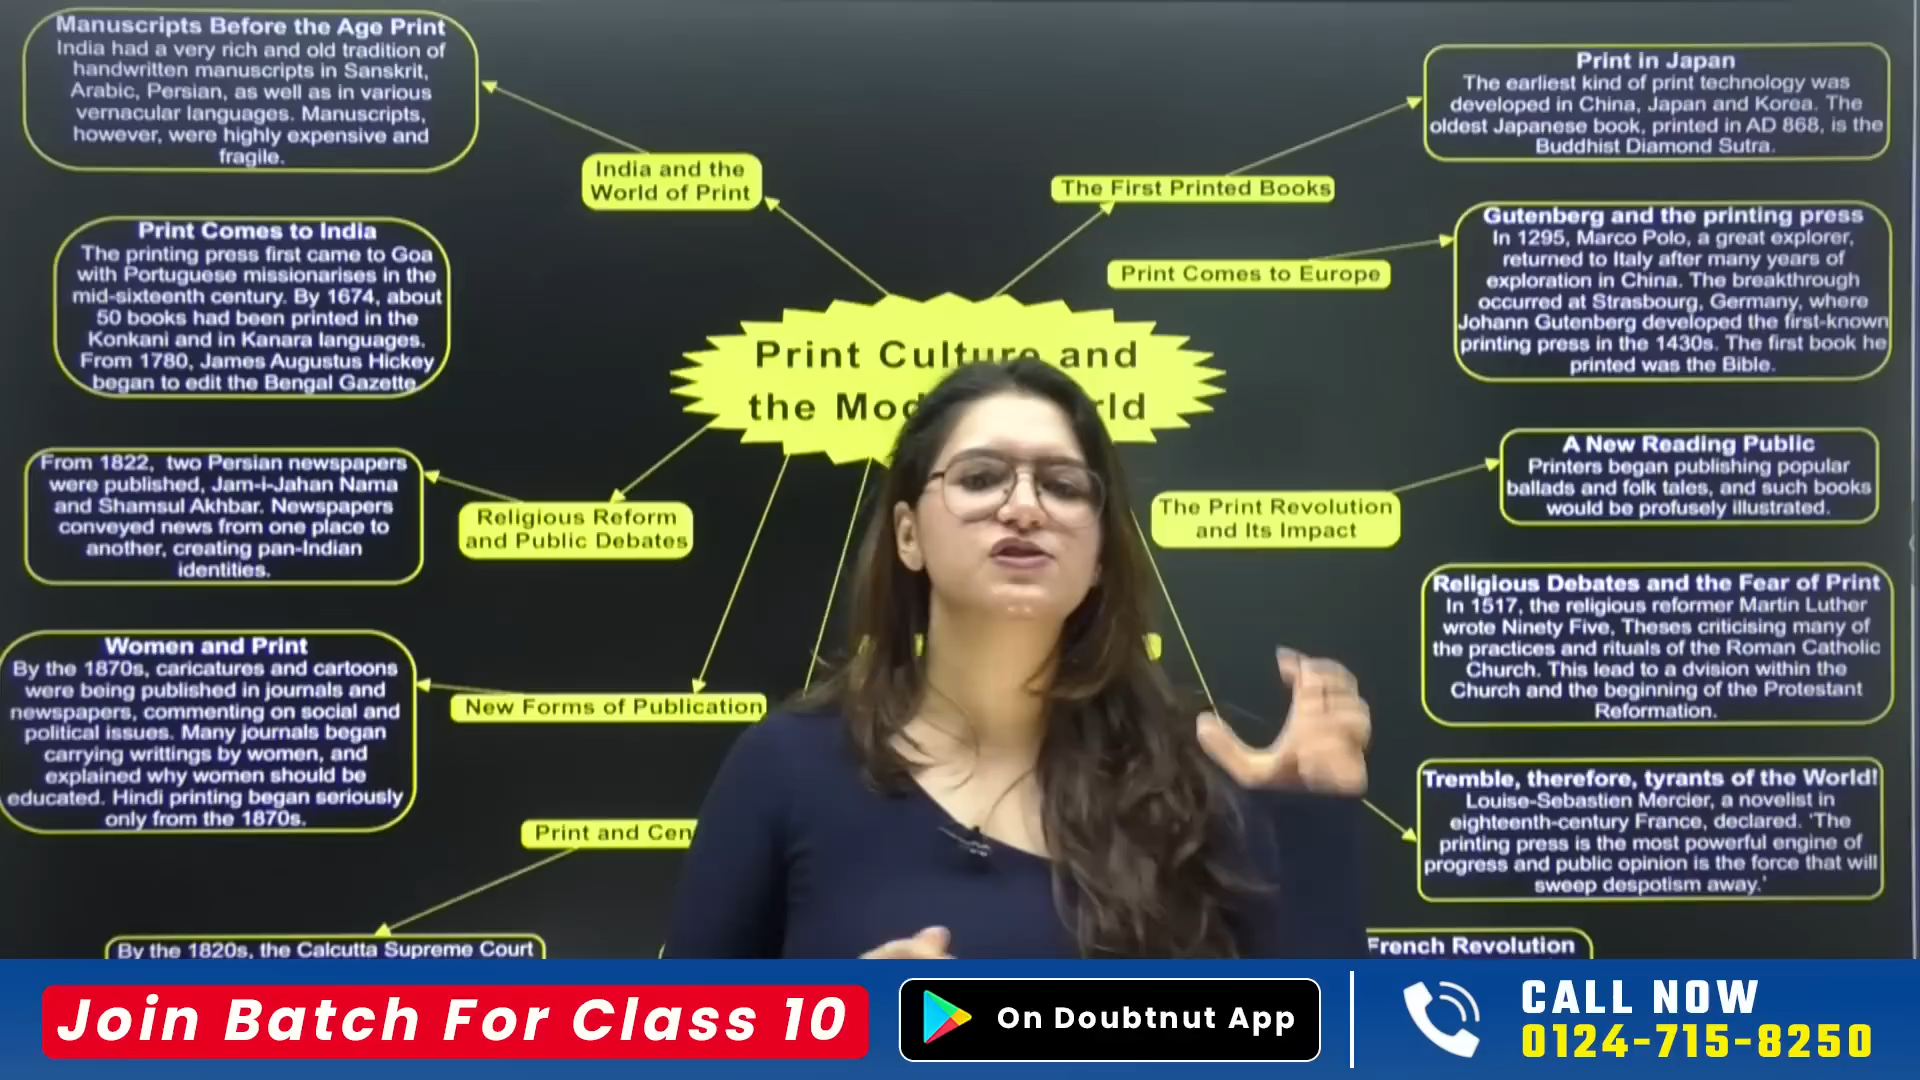 Manuscripts Before the Age Print
India had a very rich and old tradition of
handwritten manuscripts in Sanskrit,
Arabic, Persian, as well as in various
vernacular languages. Manuscripts,
however, were highly expensive and
fragile.
India and the
World of Print
Print Comes to India
The printing press first came to Goa
with Portuguese missionarises in the
mid-sixteenth century. By 1674, about
50 books had been printed in the
Konkani and in Kanara languages.
From 1780, James Augustus Hickey
began to edit the Bengal Gazette
From 1822, two Persian newspapers
were published, Jam-i-Jahan Nama
and Shamsul Akhbar. Newspapers
conveyed news from one place to
another, creating pan-Indian
identities.
Religious Reform
and Public Debates
Women and Print
By the 1870s, caricatures and cartoons
were being published in journals and
newspapers, commenting on social and
political issues. Many journals began
carrying writtings by women, and
explained why women should be
educated. Hindi printing began seriously
only from the 1870s.
New Forms of Publication
Print and Cen
By the 1820s, the Calcutta Supreme Court
Print Culture and
the Mod rld
The First Printed Books
Print in Japan
The earliest kind of print technology was
developed in China, Japan and Korea. The
oldest Japanese book, printed in AD 868, is the
Buddhist Diamond Sutra.
Print Comes to Europe
Gutenberg and the printing press
In 1295, Marco Polo, a great explorer,
returned to Italy after many years of
exploration in China. The breakthrough
occurred at Strasbourg, Germany, where
Johann Gutenberg developed the first-known
printing press in the 1430s. The first book he
printed was the Bible.
The Print Revolution
and Its Impact
A New Reading Public
Printers began publishing popular
ballads and folk tales, and such books
would be profusely illustrated.
Religious Debates and the Fear of Print
In 1517, the religious reformer Martin Luther
wrote Ninety Five, Theses criticising many of
the practices and rituals of the Roman Catholic
Church. This lead to a dvision within the
Church and the beginning of the Protestant
Reformation.
Tremble, therefore, tyrants of the World!
Louise-Sebastien Mercier, a novelist in
eighteenth-century France, declared. 'The
printing press is the most powerful engine of
progress and public opinion is the force that will
sweep despotism away.'
French Revolution
Join Batch For Class 10
On Doubtnut App
CALL NOW
0124-715-8250